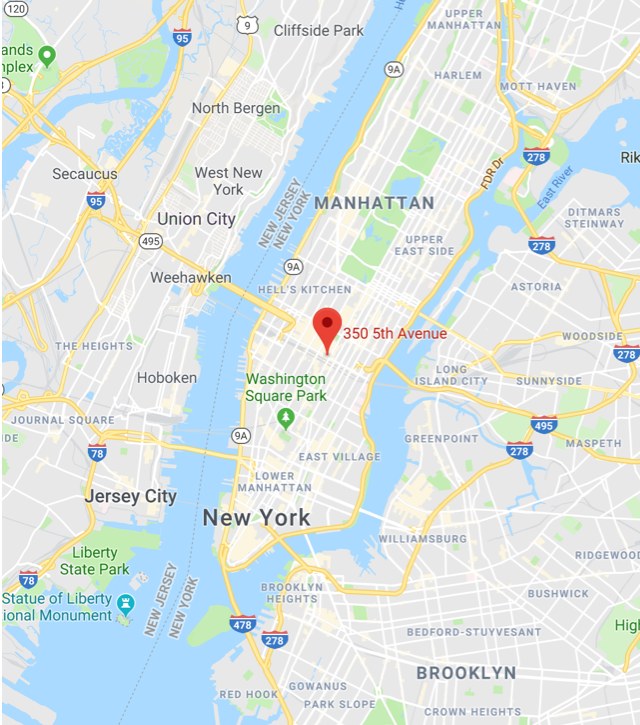 120
9
Cliffside Park
UPPER
MANHATTAN
95
ands
nplex
9A
HARLEM
MOTT HAVEN
North Bergen
278
Rik
Secaucus
West New
York
FDR Dr
East River
95
MANHATTAN
Union City
NEW JERSEY
NEW YORK
DITMARS
STEINWAY
495
UPPER
EAST SIDE
278
9A
Weehawken
HELL'S KITCHEN
ASTORIA
350 5th Avenue
WOODSIDE
THE HEIGHTS
278
Hoboken
Washington
Square Park
LONG
ISLAND CITY
SUNNYSIDE
JOURNAL SQUARE
IDE
9A
495
GREENPOINT
MASPETH
78
278
EAST VILLAGE
LOWER
MANHATTAN
Jersey City
New York
WILLIAMSBURG
Liberty
State Park
RIDGEWOOD
78
BROOKLYN
HEIGHTS
BUSHWICK
Statue of Liberty
ional Monument
NEW JERSEY
NEW YORK
478
278
BEDFORD-STUYVESANT
High
BROOKLYN
RED HOOK
GOWANUS
PARK SLOPE
CROWN HEIGHTS